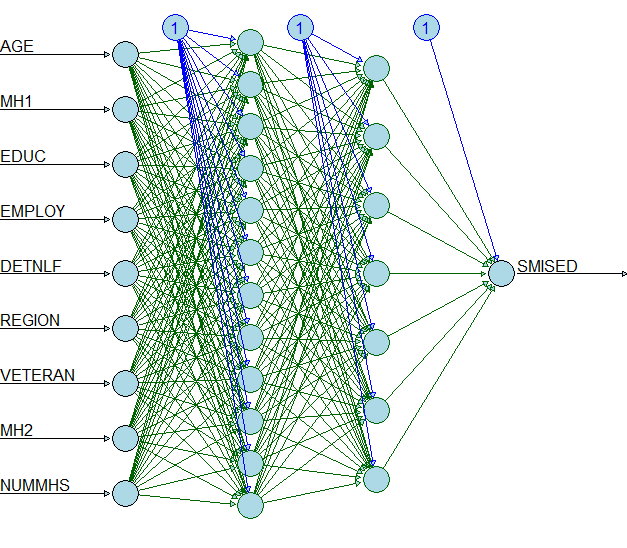 1 1 1
AGE
MH1
EDUC
EMPLOY
DETNLF
SMISED
REGION
VETERAN
MH2
NUMMHS